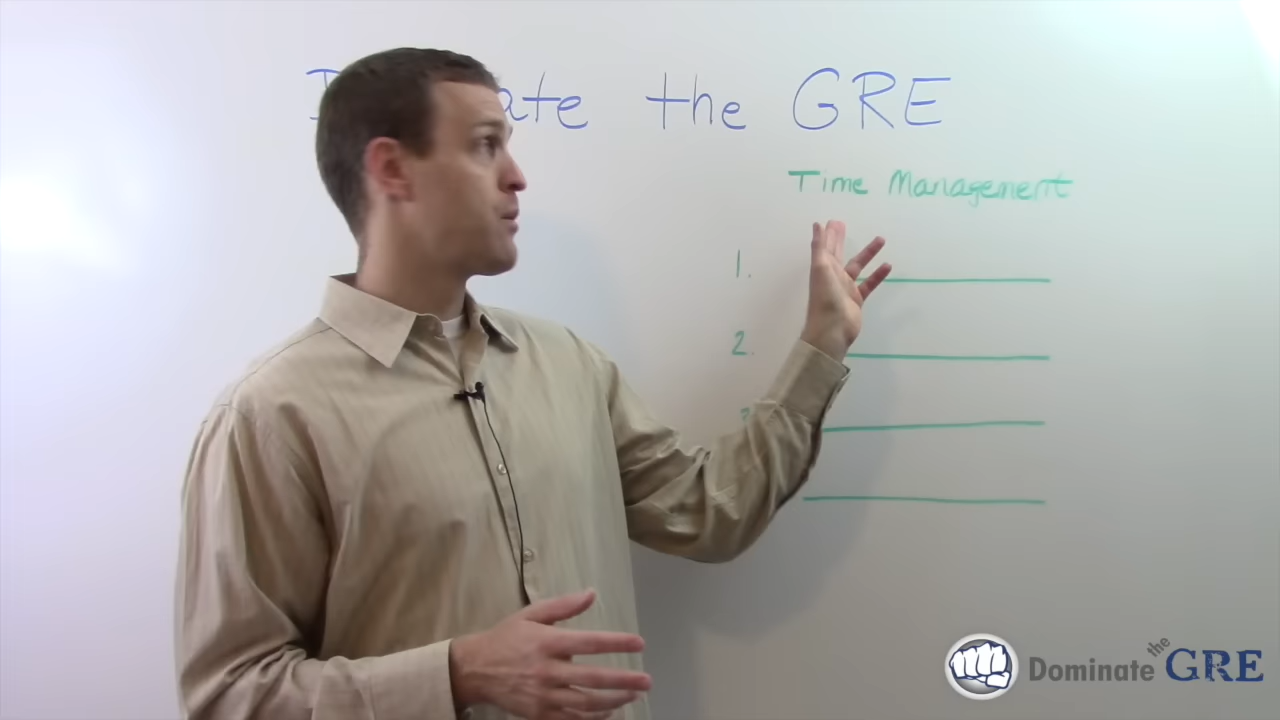 ate the GRE
Time Management
1.
2.
Dominate the GRE